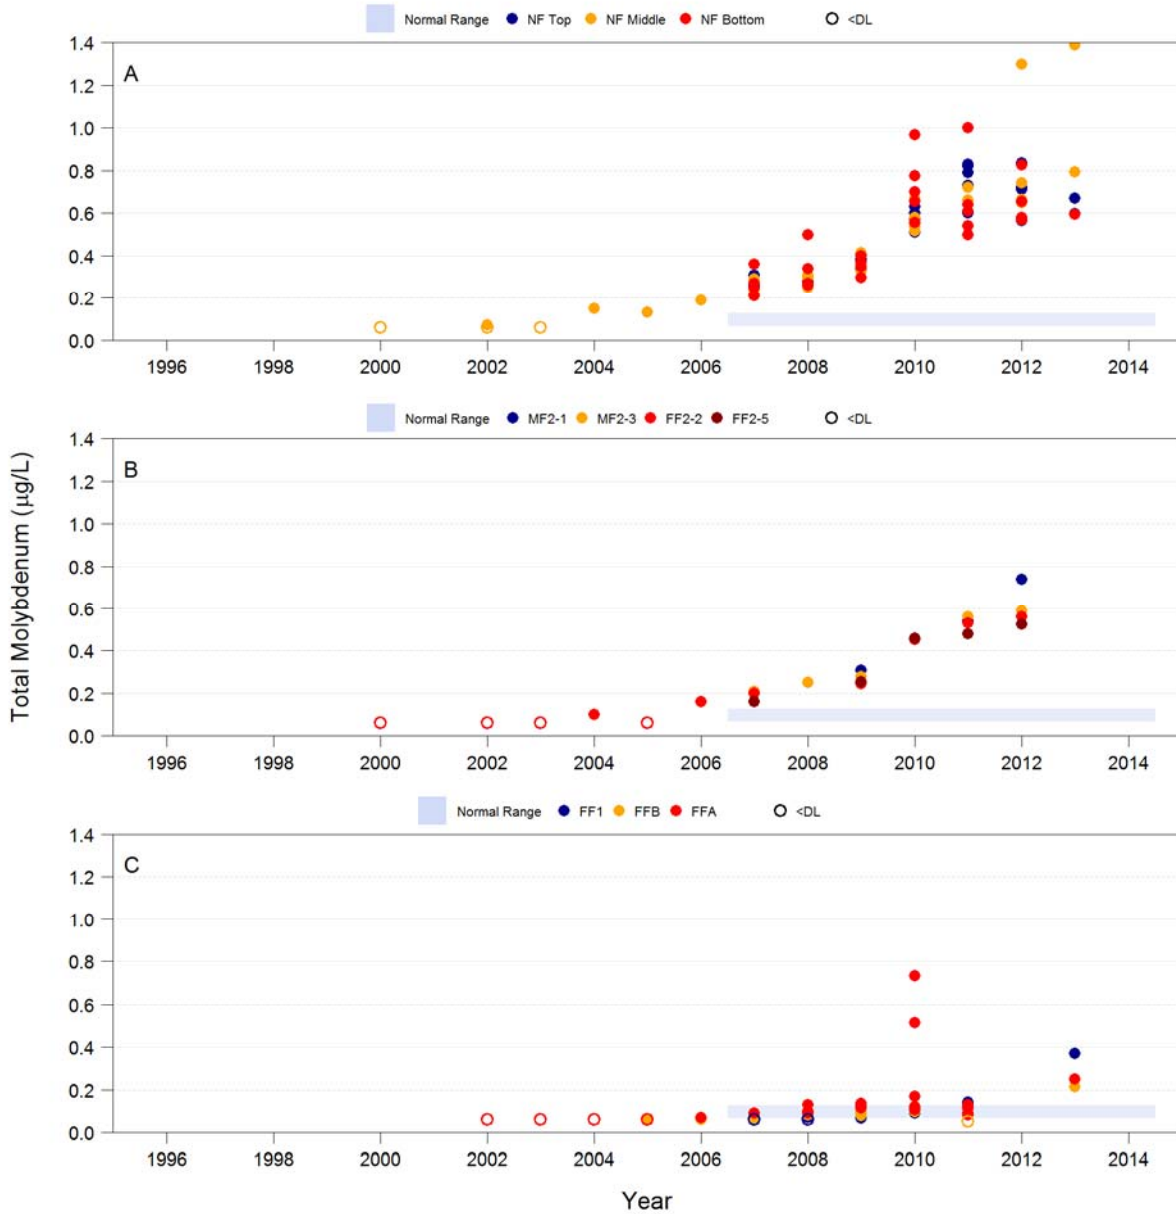 Normal Range NF Top NF Middle NF Bottom <DL
A
1.4
1.2
1.0
0.8
0.6
0.4
0.2
0.0
1996 1998 2000 2002 2004 2006 2008 2010 2012 2014
Normal Range MF2-1 MF2-3 FF2-2 FF2-5 <DL
B
1.4
1.2
1.0
0.8
0.6
0.4
0.2
0.0
1996 1998 2000 2002 2004 2006 2008 2010 2012 2014
Total Molybdenum (µg/L)
Normal Range FF1 FFB FFA <DL
C
1.4
1.2
1.0
0.8
0.6
0.4
0.2
0.0
1996 1998 2000 2002 2004 2006 2008 2010 2012 2014
Year